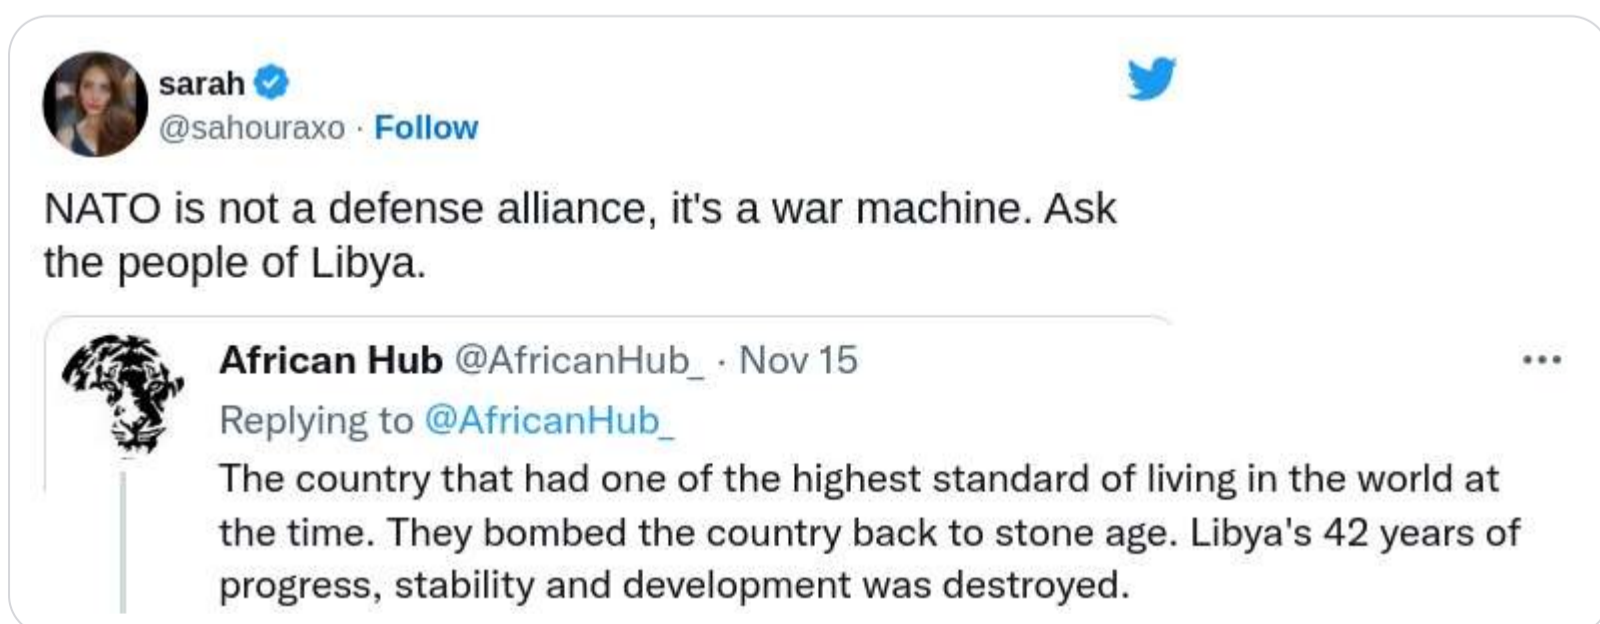 sarah
@sahouraxo · Follow
NATO is not a defense alliance, it's a war machine. Ask
the people of Libya.
African Hub @AfricanHub_ · Nov 15
Replying to @AfricanHub_
The country that had one of the highest standard of living in the world at
the time. They bombed the country back to stone age. Libya's 42 years of
progress, stability and development was destroyed.